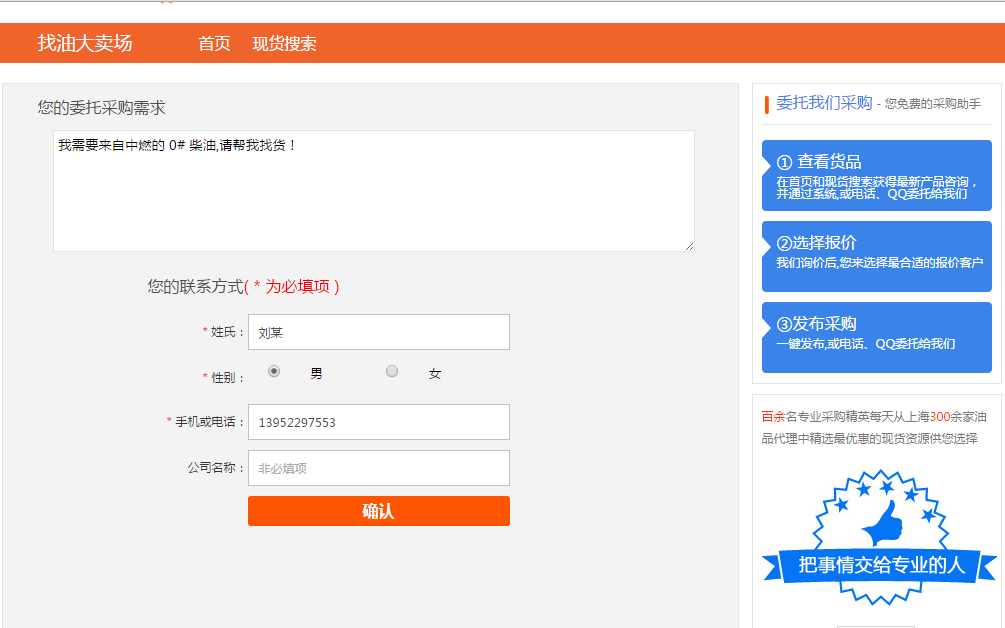 找油大卖场 首页 现货搜索
您的委托采购需求
我需要来自中燃的 0# 柴油,请帮我找货！
您的联系方式( * 为必填项 )
* 姓氏： 刘某
* 性别： 男 女
* 手机或电话： 13952297553
公司名称： 非必填项
确认
委托我们采购 - 您免费的采购助手
① 查看货品
在首页和现货搜索获得最新产品咨询，
并通过系统,或电话、QQ委托给我们
②选择报价
我们询价后,您来选择最合适的报价客户
③发布采购
一键发布,或电话、QQ委托给我们
百余名专业采购精英每天从上海300余家油
品代理中精选最优惠的现货资源供您选择
把事情交给专业的人